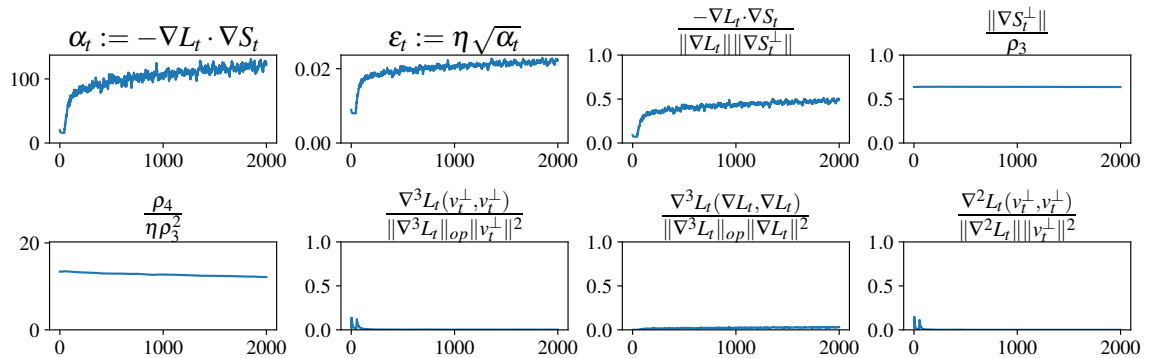 α_t := −∇L_t · ∇S_t
ε_t := η√α_t
−∇L_t · ∇S_t
‖∇L_t‖ ‖∇S_t^⊥‖
‖∇S_t^⊥‖
ρ_3
100
0
0 1000 2000
0.02
0.00
0 1000 2000
1.0
0.5
0.0
0 1000 2000
1.0
0.5
0.0
0 1000 2000
ρ_4
ηρ_3^2
∇^3L_t(v_t^⊥,v_t^⊥)
‖∇^3L_t‖_op‖v_t^⊥‖^2
∇^3L_t(∇L_t,∇L_t)
‖∇^3L_t‖_op‖∇L_t‖^2
∇^2L_t(v_t^⊥,v_t^⊥)
‖∇^2L_t‖‖v_t^⊥‖^2
20
0
0 1000 2000
1.0
0.5
0.0
0 1000 2000
1.0
0.5
0.0
0 1000 2000
1.0
0.5
0.0
0 1000 2000